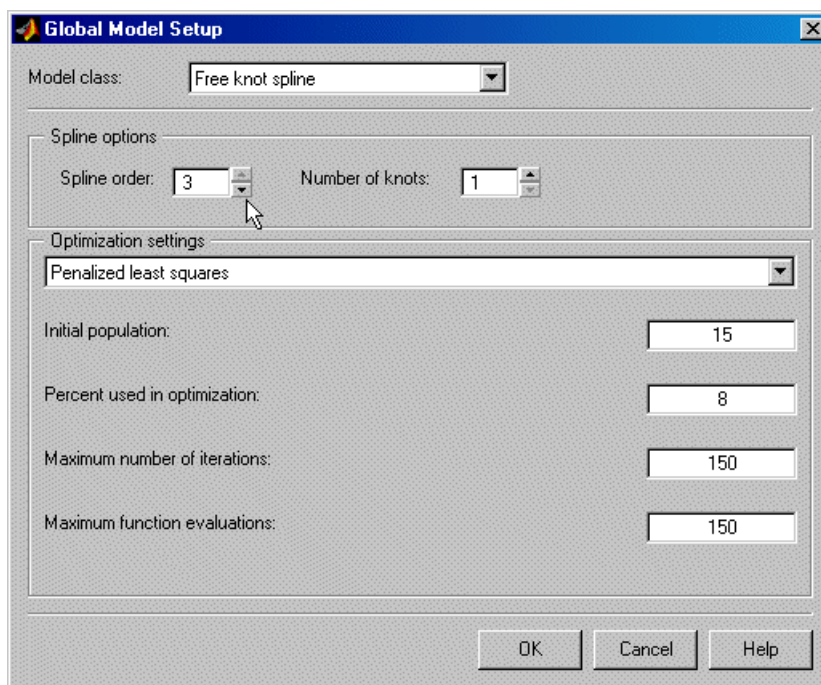 Global Model Setup
Model class: Free knot spline
Spline options
Spline order: 3 Number of knots: 1
Optimization settings
Penalized least squares
Initial population: 15
Percent used in optimization: 8
Maximum number of iterations: 150
Maximum function evaluations: 150
OK Cancel Help